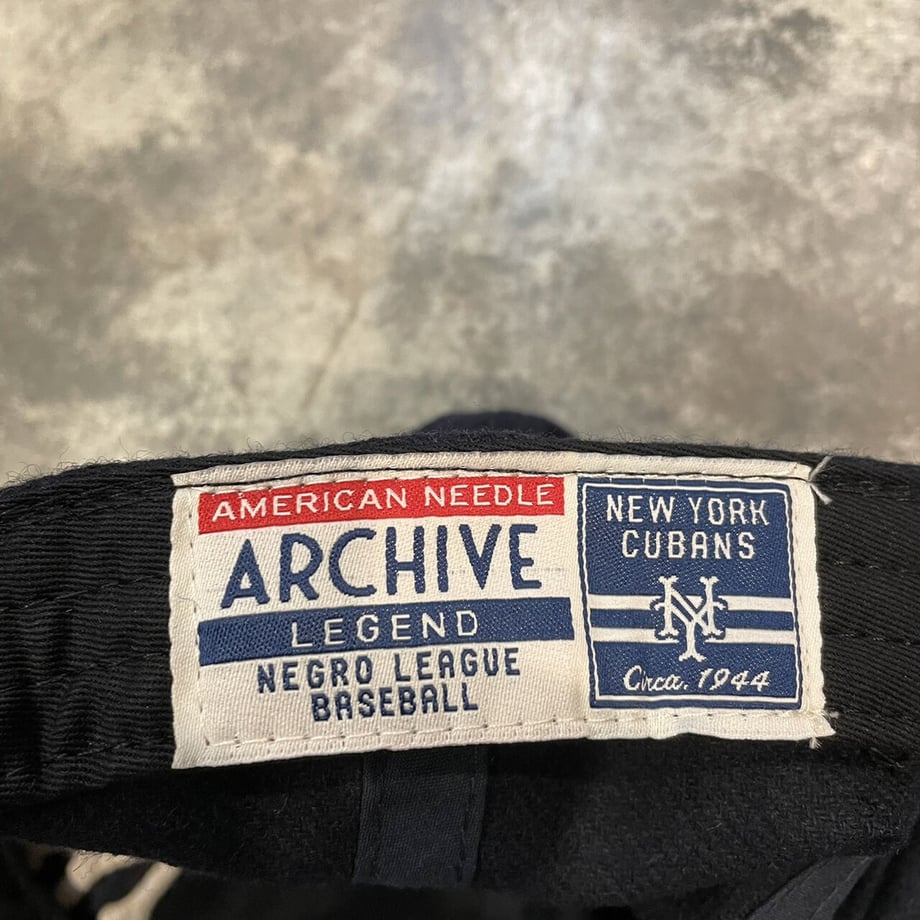 AMERICAN NEEDLE
ARCHIVE
LEGEND
NEGRO LEAGUE
BASEBALL
NEW YORK
CUBANS
NY
Circa. 1944